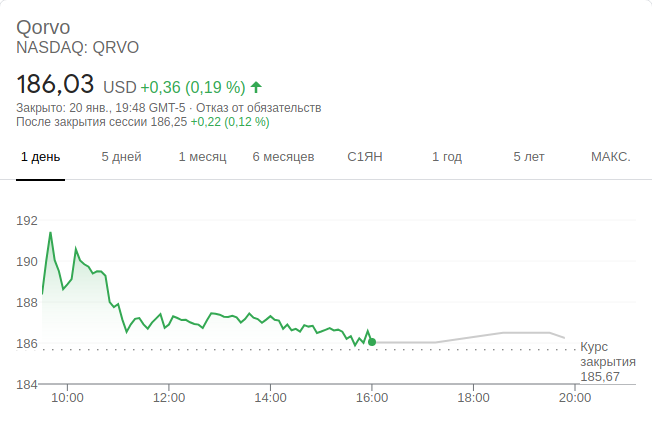 Qorvo
NASDAQ: QRVO
186,03 USD +0,36 (0,19 %)
Закрыто: 20 янв., 19:48 GMT-5 · Отказ от обязательств
После закрытия сессии 186,25 +0,22 (0,12 %)
1 день 5 дней 1 месяц 6 месяцев С1ЯН 1 год 5 лет МАКС.
192
190
188
186
Курс
закрытия
185,67
184
10:00 12:00 14:00 16:00 18:00 20:00